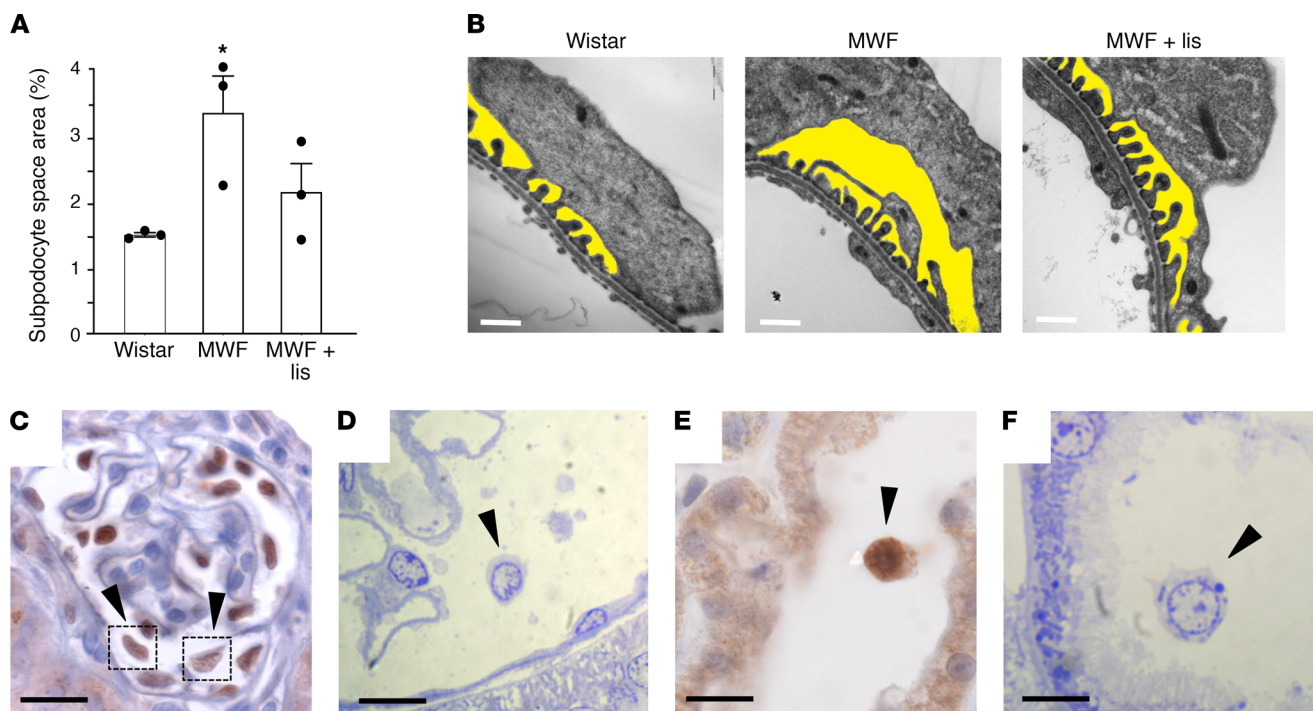 A
Subpodocyte space area (%)
4
3
2
1
0
*
Wistar
MWF
MWF +
lis
B
Wistar
MWF
MWF + lis
C
D
E
F